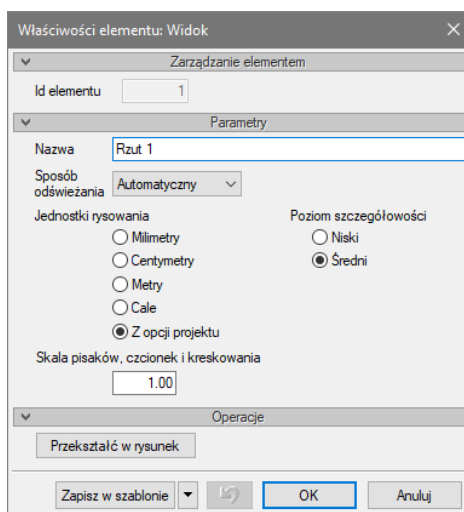 Właściwości elementu: Widok
Zarządzanie elementem
Id elementu 1
Parametry
Nazwa Rzut 1
Sposób odświeżania Automatyczny
Jednostki rysowania Poziom szczegółowości
Milimetry Niski
Centymetry Średni
Metry
Cale
Z opcji projektu
Skala pisaków, czcionek i kreskowania
1.00
Operacje
Przekształć w rysunek
Zapisz w szablonie OK Anuluj